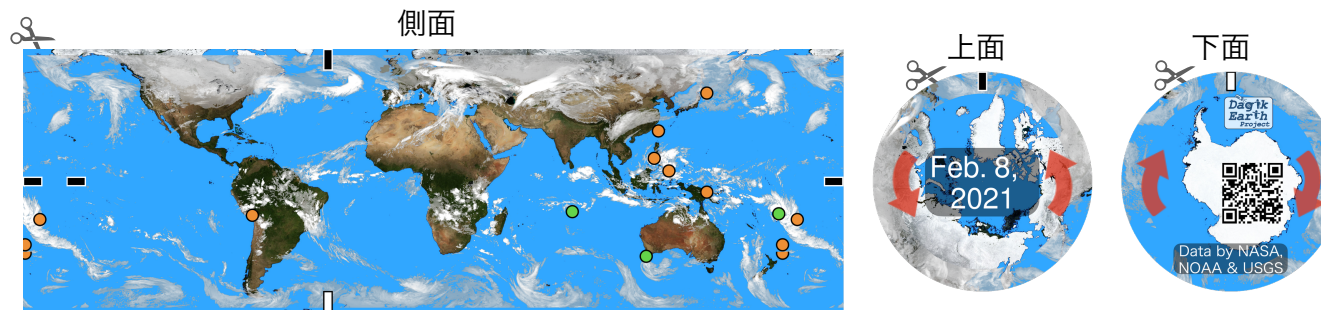 側面
上面
下面
Dagik
Earth
Project
Feb. 8,
2021
Data by NASA,
NOAA & USGS